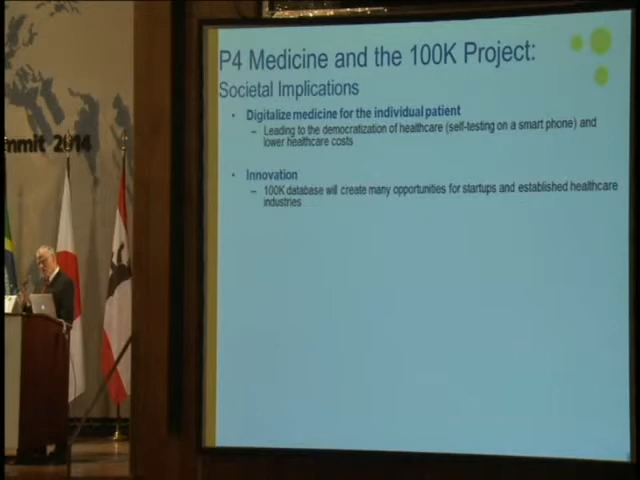 mmit 2014
P4 Medicine and the 100K Project:
Societal Implications
• Digitalize medicine for the individual patient
– Leading to the democratization of healthcare (self-testing on a smart phone) and
lower healthcare costs
• Innovation
– 100K database will create many opportunities for startups and established healthcare
industries